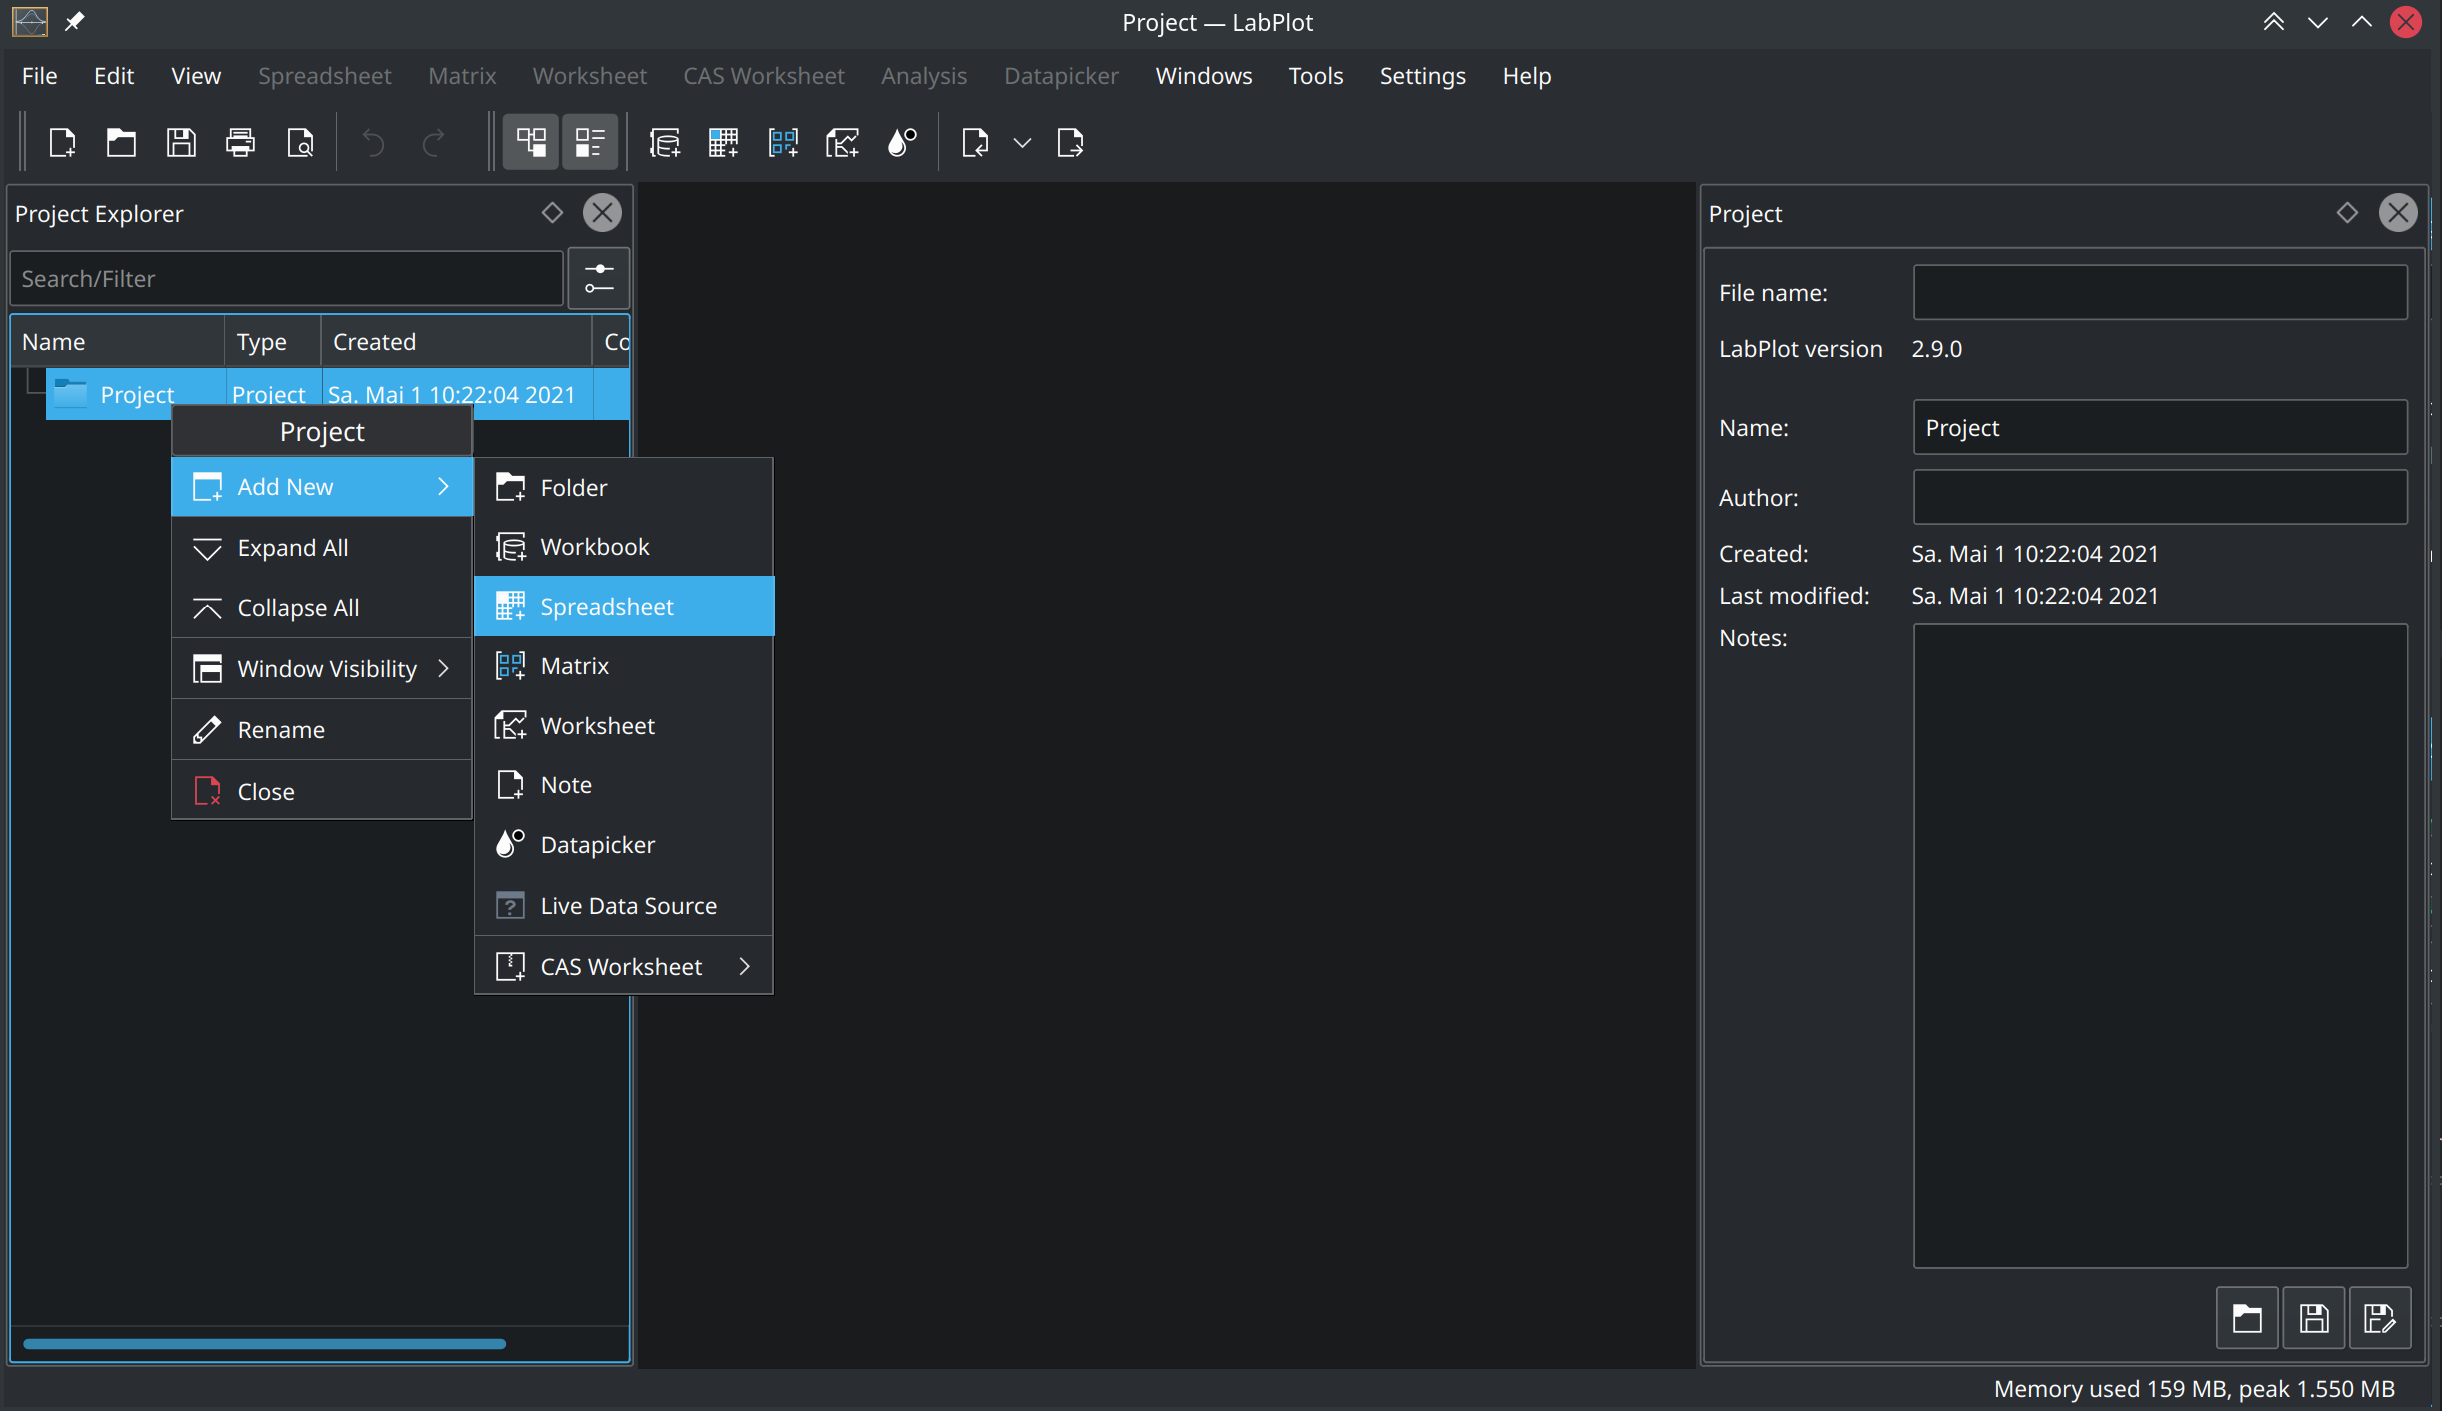 Project — LabPlot
File Edit View Spreadsheet Matrix Worksheet CAS Worksheet Analysis Datapicker Windows Tools Settings Help
Project Explorer
Search/Filter
Name Type Created Co
Project Project Sa. Mai 1 10:22:04 2021
Project
Add New
Expand All
Collapse All
Window Visibility
Rename
Close
Folder
Workbook
Spreadsheet
Matrix
Worksheet
Note
Datapicker
Live Data Source
CAS Worksheet
Project
File name:
LabPlot version 2.9.0
Name: Project
Author:
Created: Sa. Mai 1 10:22:04 2021
Last modified: Sa. Mai 1 10:22:04 2021
Notes:
Memory used 159 MB, peak 1.550 MB